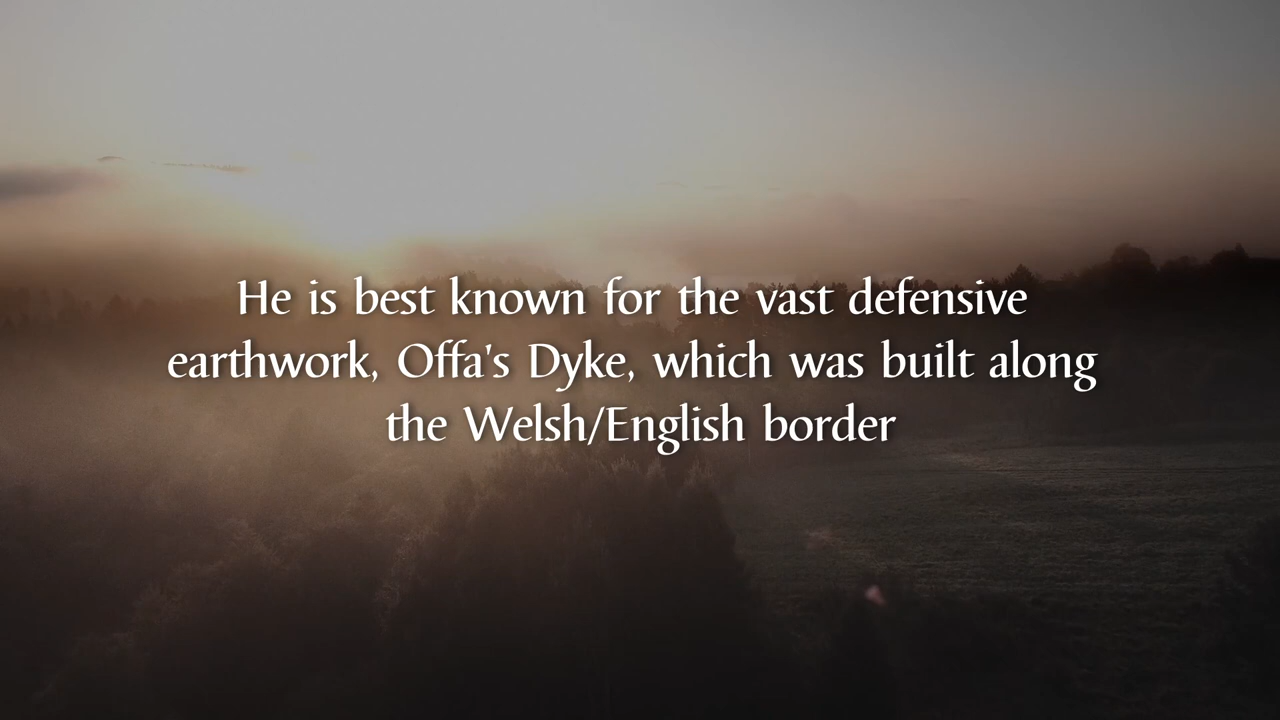 He is best known for the vast defensive
earthwork, Offa's Dyke, which was built along
the Welsh/English border